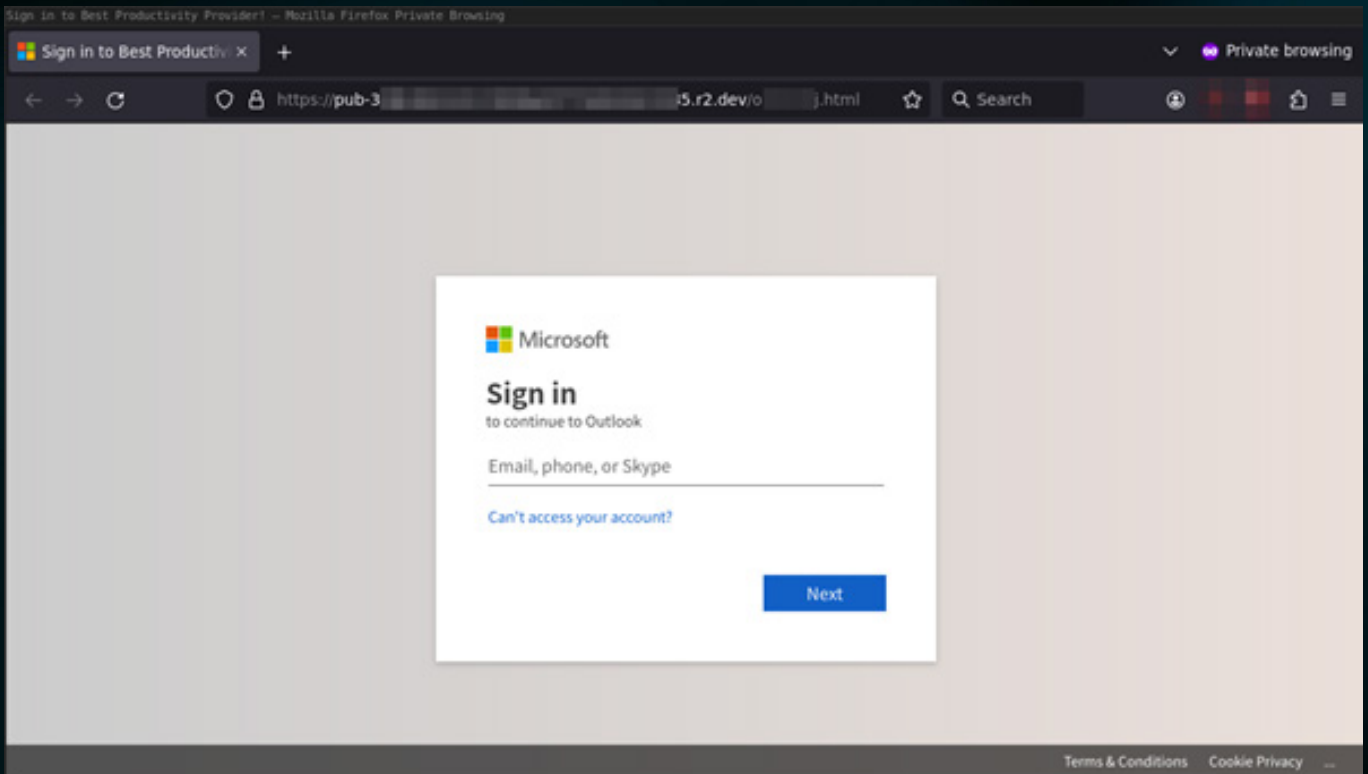 Sign in to Best Productivity Provider! — Mozilla Firefox Private Browsing
Sign in to Best Productivi
Private browsing
https://pub-3 35.r2.dev/o j.html
Search
Microsoft
Sign in
to continue to Outlook
Email, phone, or Skype
Can't access your account?
Next
Terms & Conditions Cookie Privacy ...